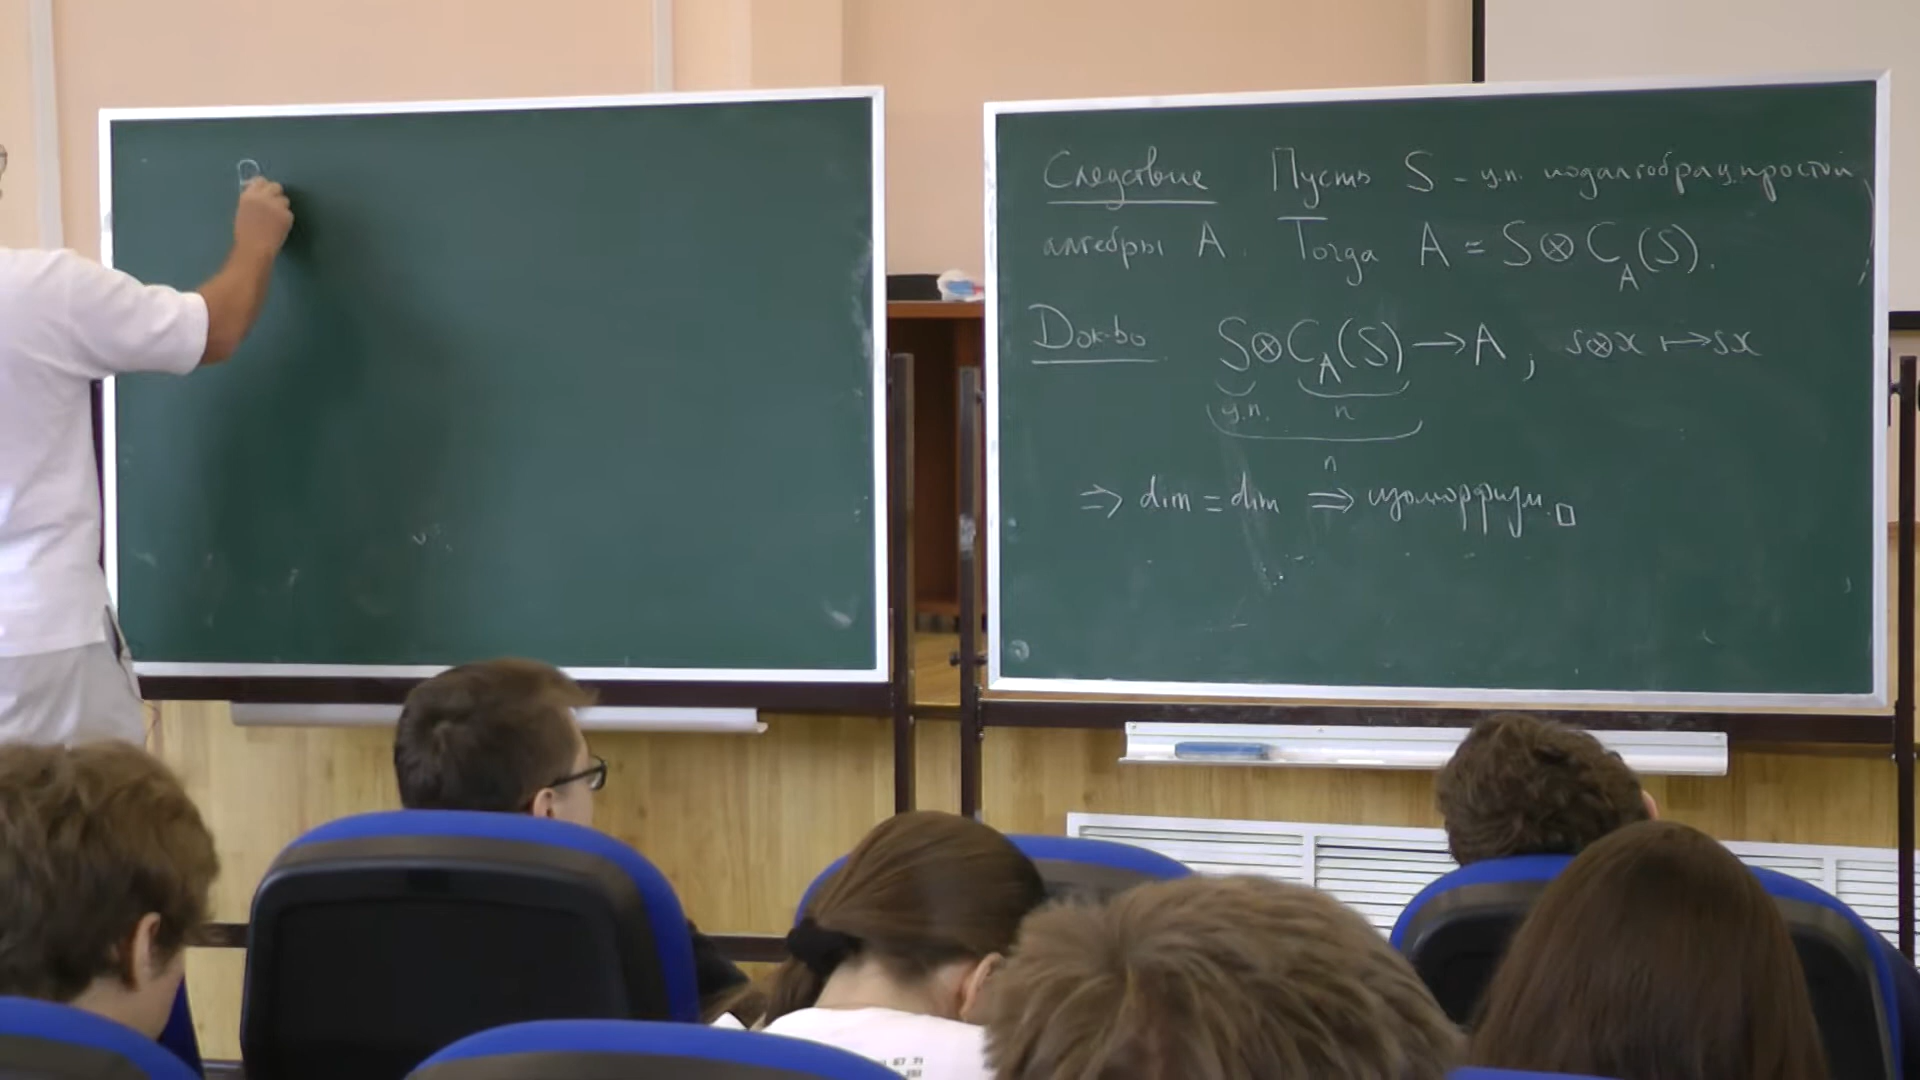 В
Следствие Пусть S - ц.п. подалгебра ц. простой
алгебры A. Тогда A = S⊗C_A(S).
Док-во S⊗C_A(S) → A, s⊗x ↦ sx
ц.п. п
п
⇒ dim = dim ⇒ изоморфизм. □